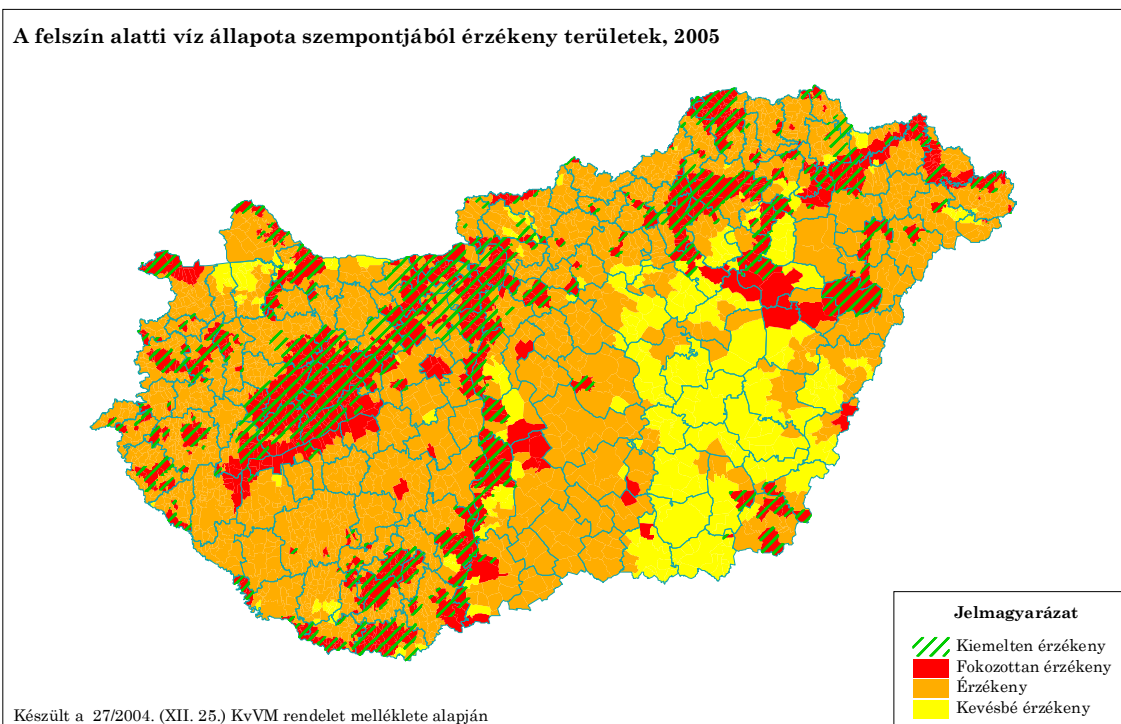 A felszín alatti víz állapota szempontjából érzékeny területek, 2005
Jelmagyarázat
Kiemelten érzékeny
Fokozottan érzékeny
Érzékeny
Kevésbé érzékeny
Készült a 27/2004. (XII. 25.) KvVM rendelet melléklete alapján